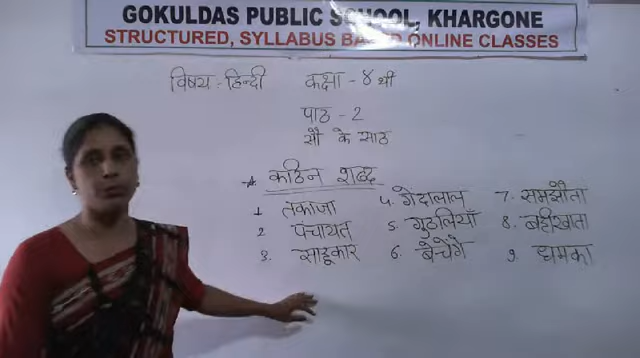 GOKULDAS PUBLIC SCHOOL, KHARGONE
STRUCTURED, SYLLABUS BASED ONLINE CLASSES
विषय - हिन्दी कक्षा - ४ थी
पाठ - 2
सौ के साठ
* कठिन शब्द
1 तकाजा
2 पंचायत
3. साहूकार
4. गेंदालाल
5. गुठलियाँ
6. बेचेंगे
7. समझौता
8. बहीखाता
9. धमका